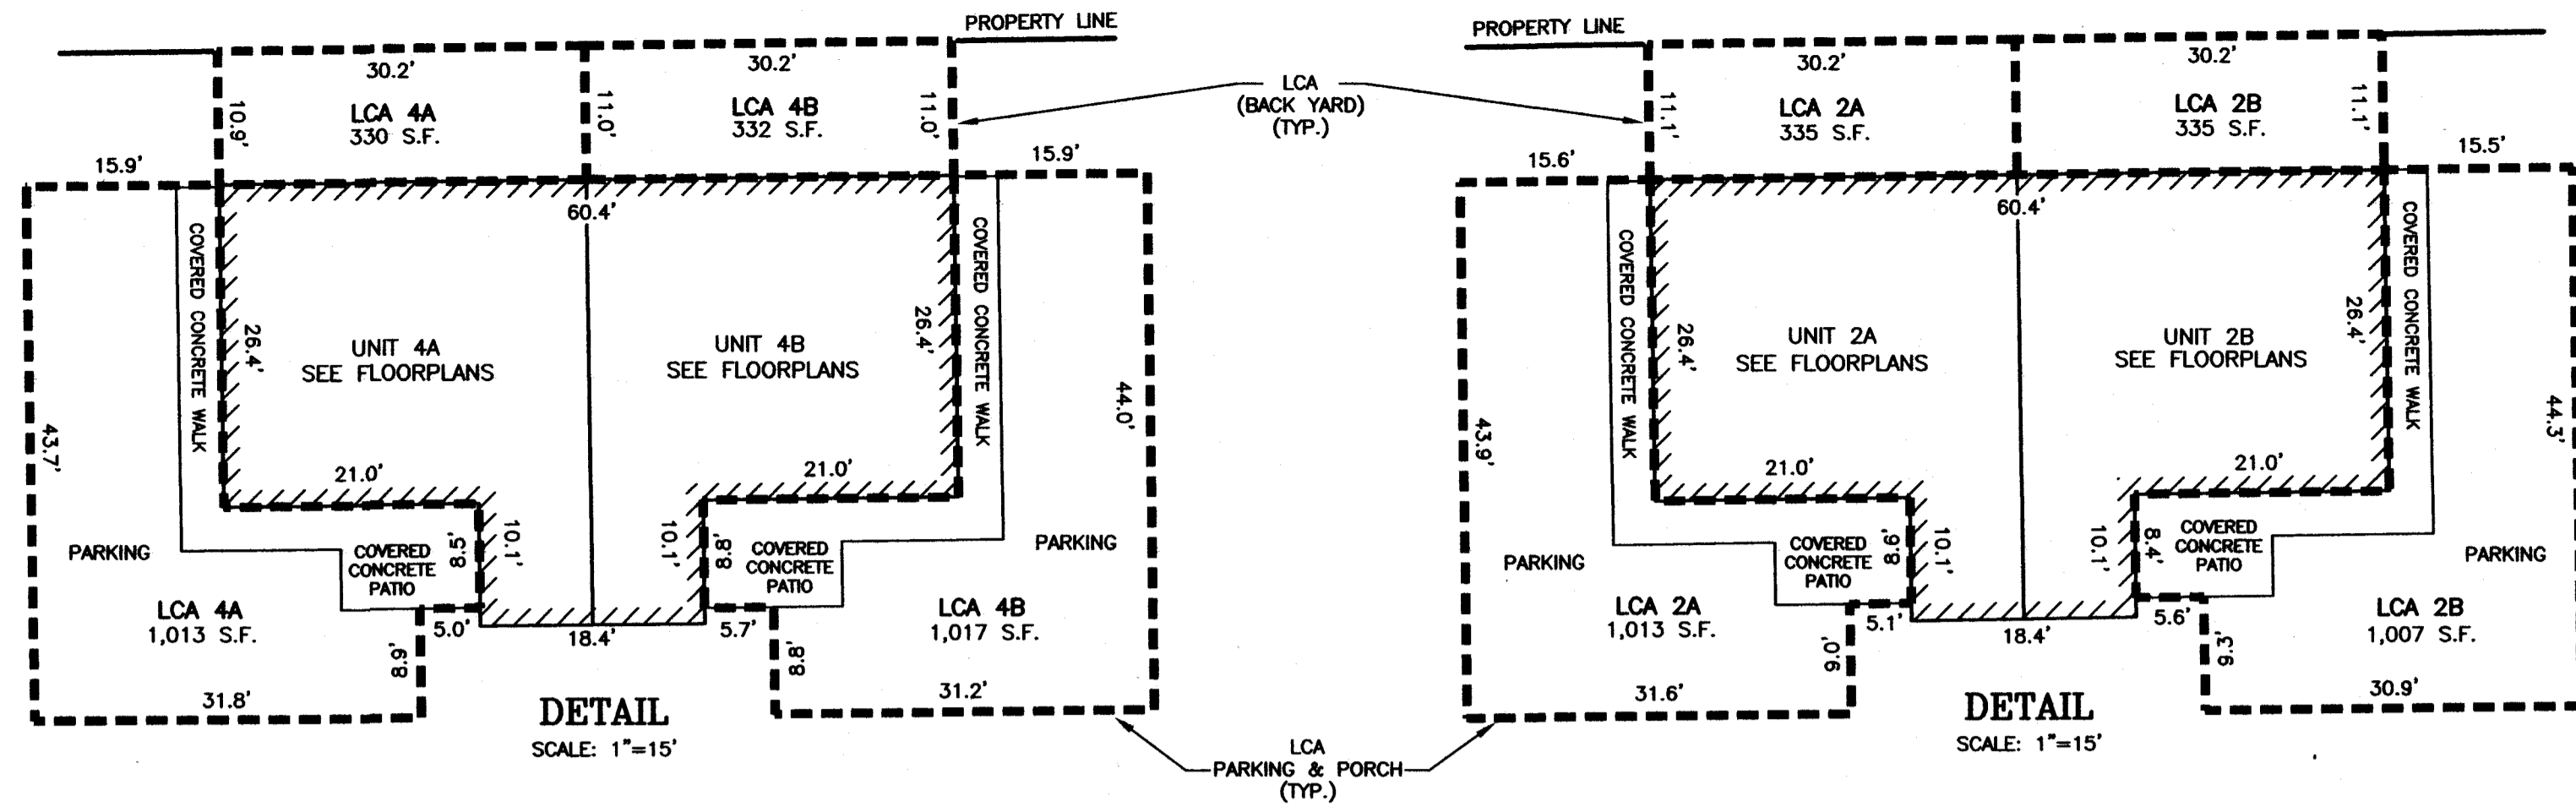 PROPERTY LINE
30.2'
30.2'
10.9'
LCA 4A
330 S.F.
11.0'
LCA 4B
332 S.F.
11.0'
15.9'
15.9'
60.4'
COVERED CONCRETE WALK
26.4'
UNIT 4A
SEE FLOORPLANS
UNIT 4B
SEE FLOORPLANS
26.4'
COVERED CONCRETE WALK
43.7'
44.0'
21.0'
21.0'
PARKING
COVERED
CONCRETE
PATIO
8.5'
10.1'
10.1'
8.8'
COVERED
CONCRETE
PATIO
PARKING
LCA 4A
1,013 S.F.
5.0'
18.4'
5.7'
LCA 4B
1,017 S.F.
8.9'
8.8'
31.8'
31.2'
DETAIL
SCALE: 1"=15'
LCA
(BACK YARD)
(TYP.)
LCA
PARKING & PORCH
(TYP.)
PROPERTY LINE
30.2'
30.2'
11.1'
LCA 2A
335 S.F.
LCA 2B
335 S.F.
11.1'
15.6'
15.5'
60.4'
COVERED CONCRETE WALK
26.4'
UNIT 2A
SEE FLOORPLANS
UNIT 2B
SEE FLOORPLANS
26.4'
COVERED CONCRETE WALK
43.9'
44.3'
21.0'
21.0'
PARKING
COVERED
CONCRETE
PATIO
8.6'
10.1'
10.1'
8.4'
COVERED
CONCRETE
PATIO
PARKING
LCA 2A
1,013 S.F.
5.1'
18.4'
5.6'
LCA 2B
1,007 S.F.
9.0'
9.3'
31.6'
30.9'
DETAIL
SCALE: 1"=15'